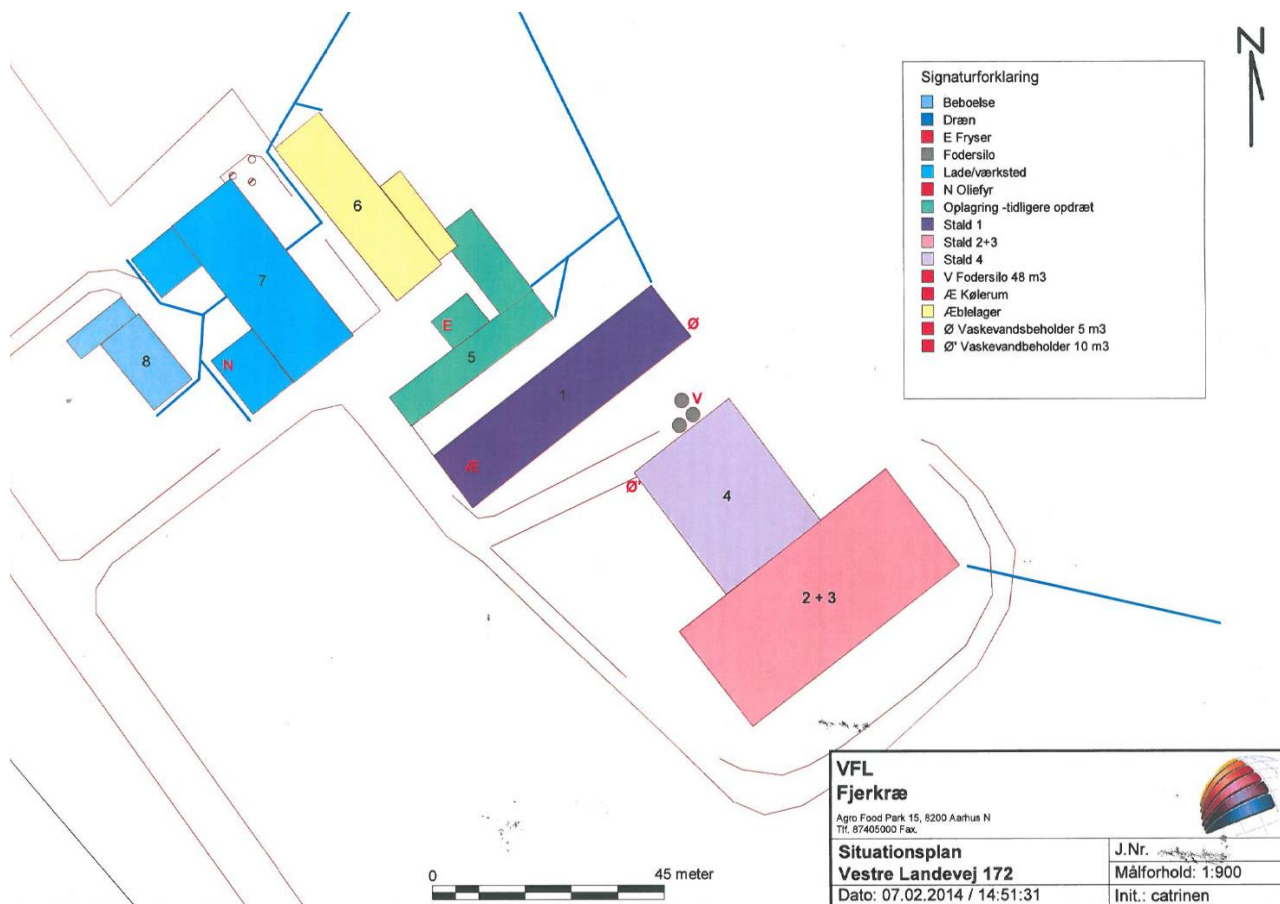 N
Signaturforklaring
Beboelse
Dræn
E Fryser
Fodersilo
Lade/værksted
N Oliefyr
Oplagring -tidligere opdræt
Stald 1
Stald 2+3
Stald 4
V Fodersilo 48 m3
Æ Kølerum
Æblelager
Ø Vaskevandsbeholder 5 m3
Ø' Vaskevandbeholder 10 m3
6
7
E
Ø
5
8
N
1
V
Æ
Ø'
4
2 + 3
VFL
Fjerkræ
Agro Food Park 15, 8200 Aarhus N
Tlf. 87405000 Fax.
Situationsplan
Vestre Landevej 172
Dato: 07.02.2014 / 14:51:31
J.Nr.
Målforhold: 1:900
Init.: catrinen
0 45 meter